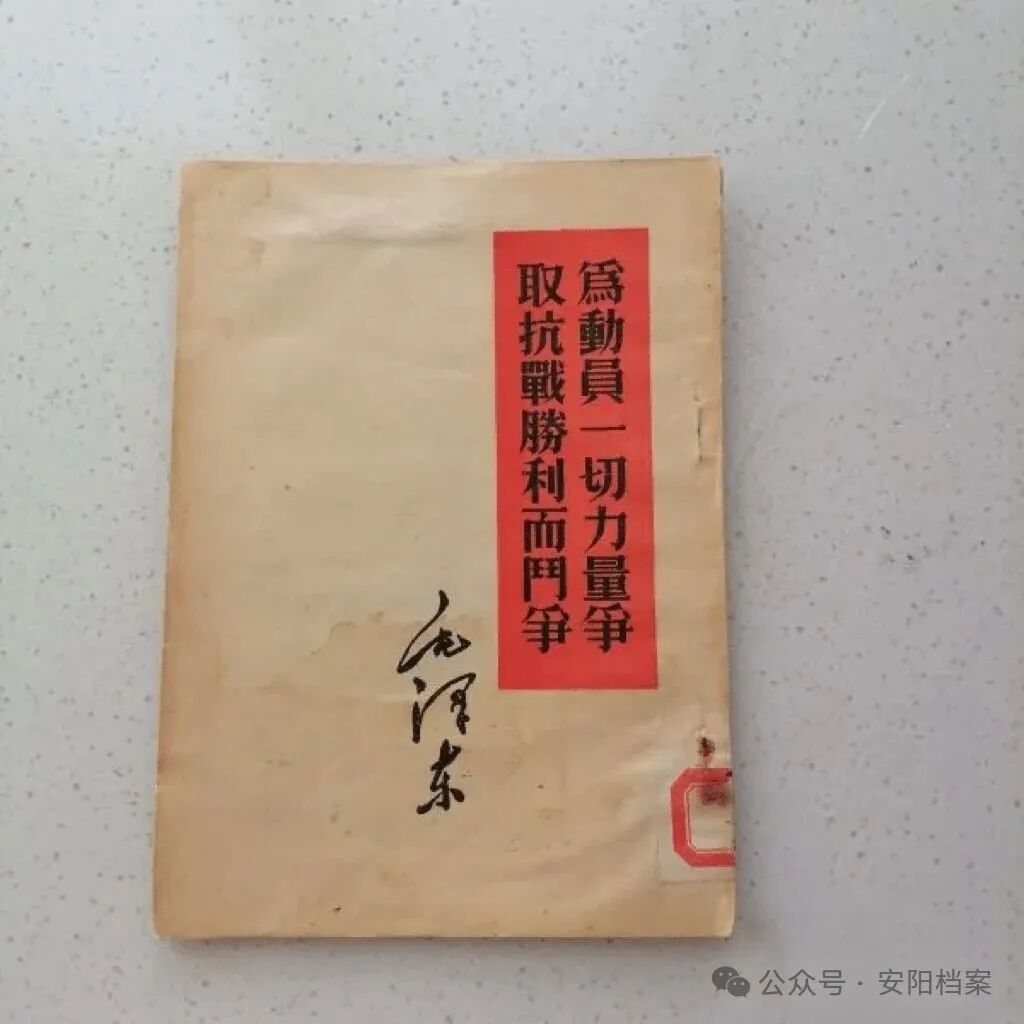 爲動員一切力量爭
取抗戰勝利而鬥爭
毛澤东
公众号·安阳档案